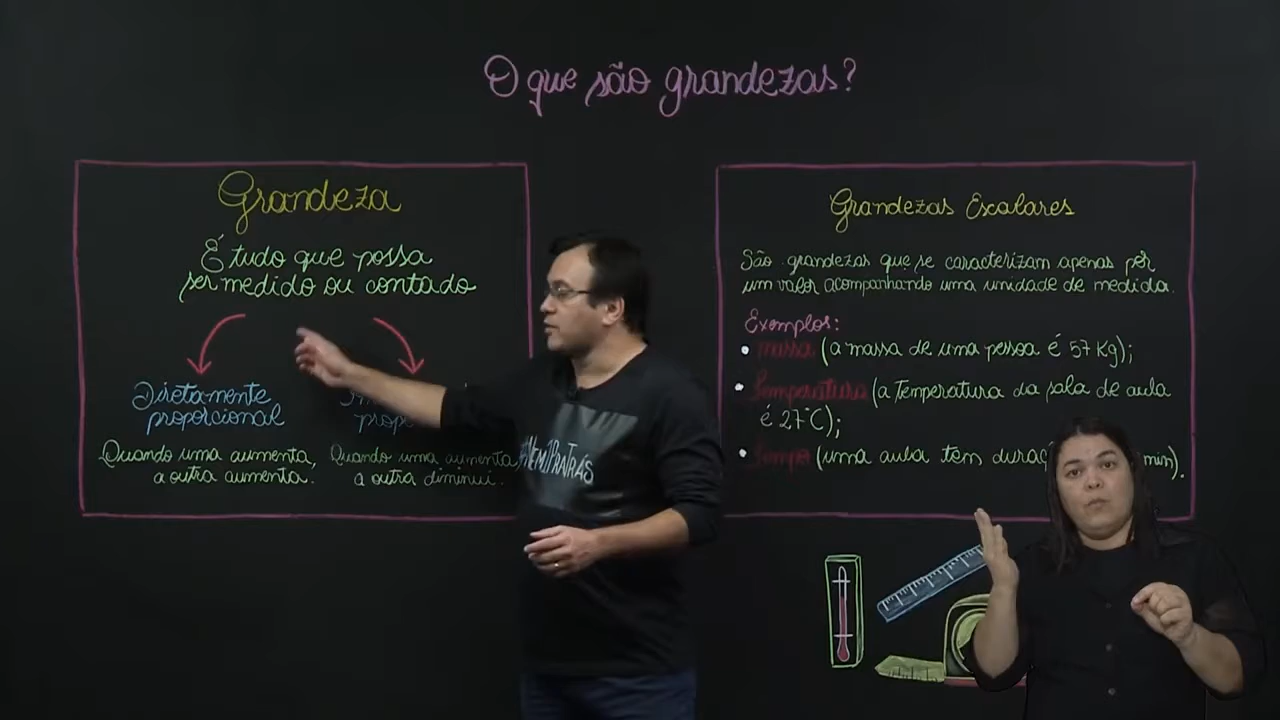 O que são grandezas?
Grandeza
É tudo que possa
ser medido ou contado
Diretamente
proporcional
Quando uma aumenta,
a outra aumenta.
Quando uma aumenta
a outra diminui.
#NEM1PRATRÁS
Grandezas Escalares
São grandezas que se caracterizam apenas por
um valor acompanhando uma unidade de medida.
Exemplos:
• massa (a massa de uma pessoa é 57 Kg);
• Temperatura (a temperatura da sala de aula
é 27°C);
• Tempo (uma aula tem min).